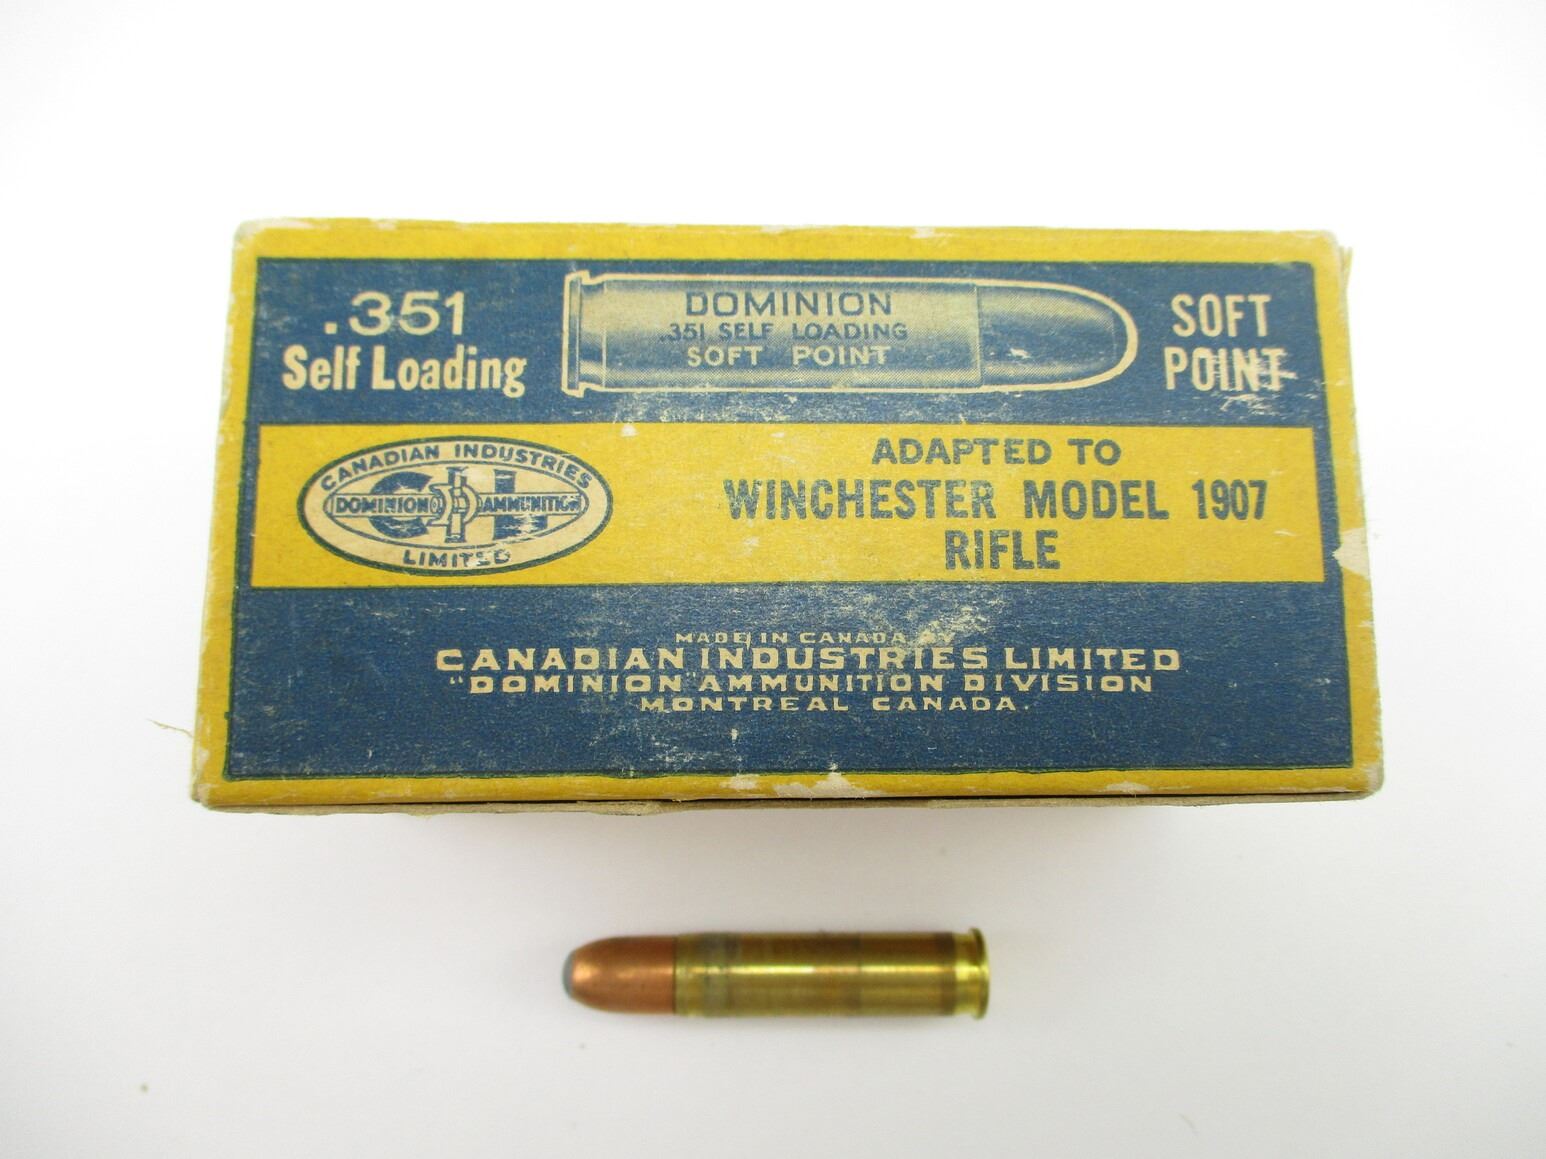 .351
Self Loading
DOMINION
.351 SELF LOADING
SOFT POINT
SOFT
POINT
CANADIAN INDUSTRIES
DOMINION AMMUNITION
CIL
LIMITED
ADAPTED TO
WINCHESTER MODEL 1907
RIFLE
MADE IN CANADA BY
CANADIAN INDUSTRIES LIMITED
"DOMINION AMMUNITION DIVISION
MONTREAL CANADA.